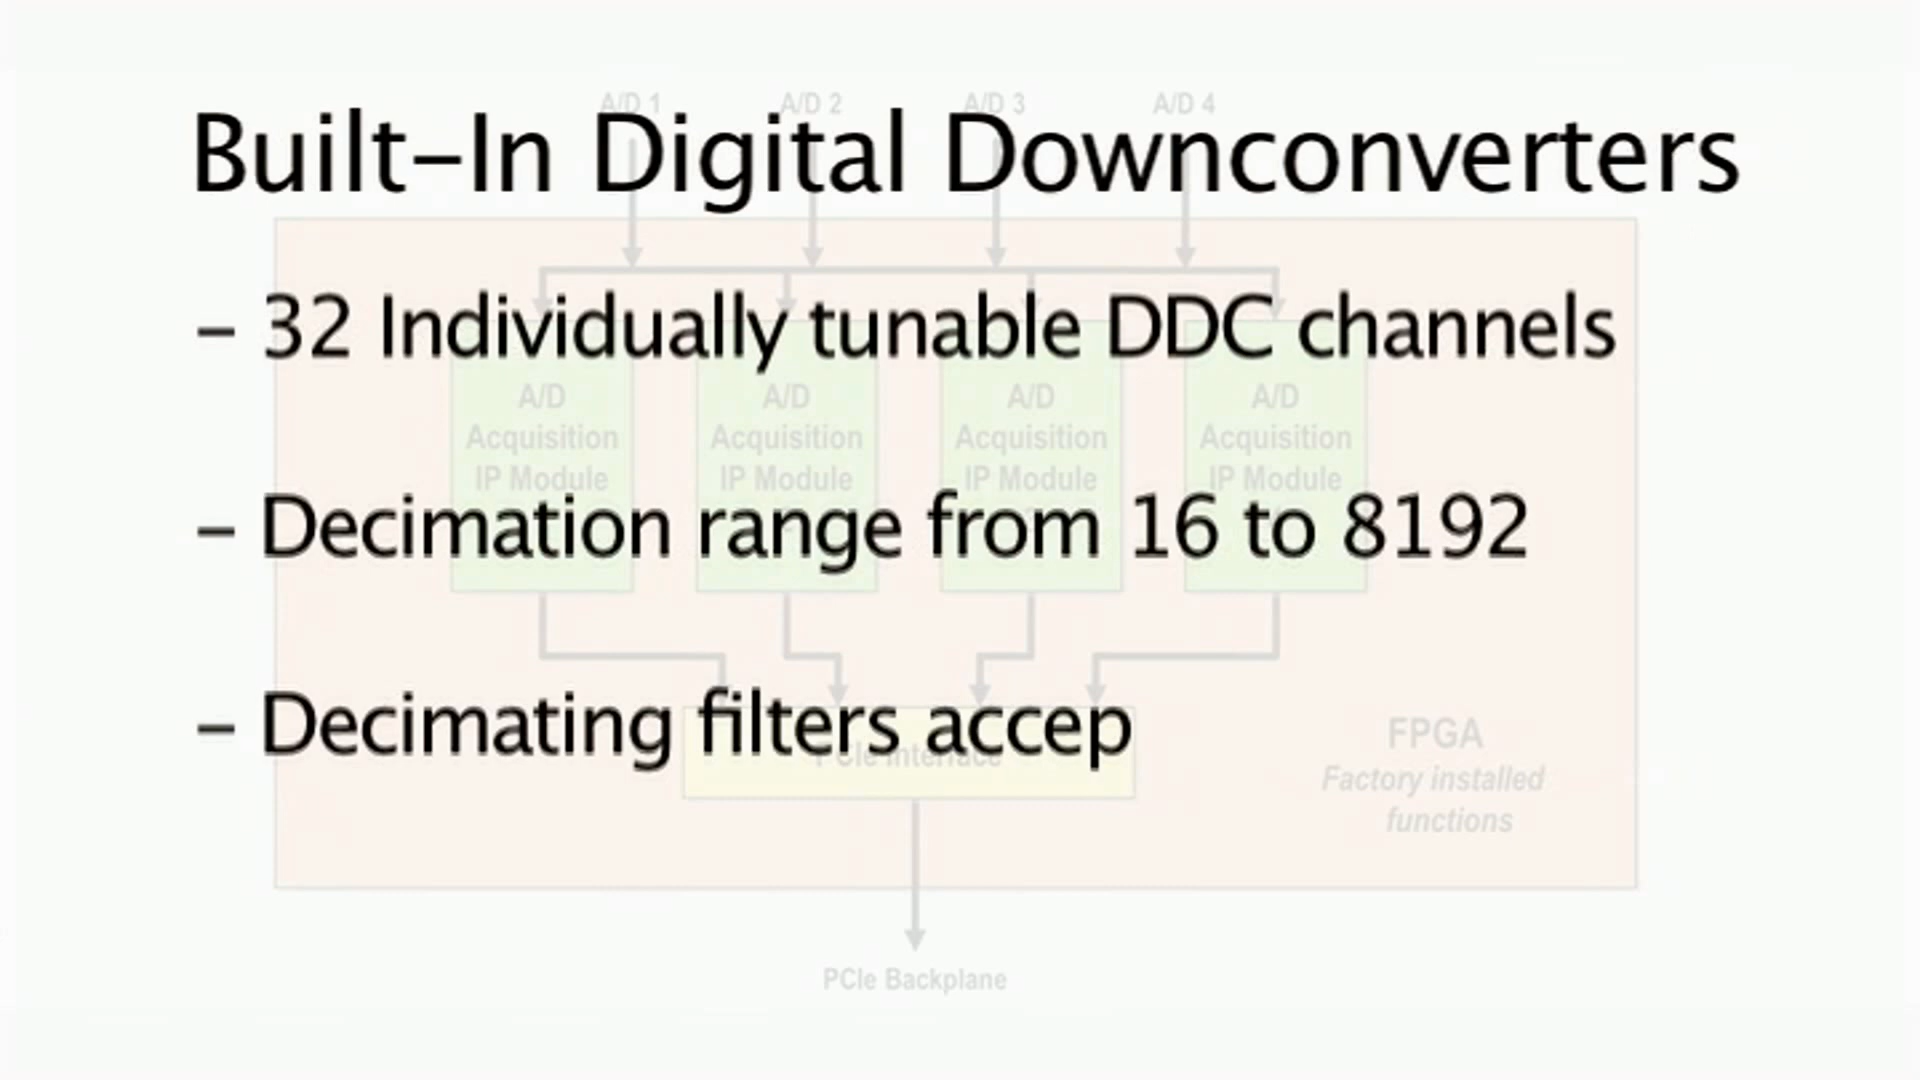 A/D 1 A/D 2 A/D 3 A/D 4
Built-In Digital Downconverters
– 32 Individually tunable DDC channels
A/D Acquisition IP Module
A/D Acquisition IP Module
A/D Acquisition IP Module
A/D Acquisition IP Module
– Decimation range from 16 to 8192
– Decimating filters accep
PCIe Interface
FPGA
Factory installed
functions
PCIe Backplane